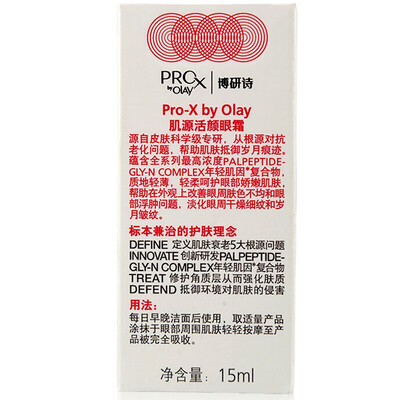 PROX by OLAY | 博研诗
Pro-X by Olay
肌源活颜眼霜
源自皮肤科学级专研，从根源对抗
老化问题，帮助肌肤抵御岁月痕迹。
蕴含全系列最高浓度PALPEPTIDE-
GLY-N COMPLEX年轻肌因*复合物，
质地轻薄，轻柔呵护眼部娇嫩肌肤，
帮助在外观上改善眼周肤色不均和眼
部浮肿问题，淡化眼周干燥细纹和岁
月皱纹。
标本兼治的护肤理念
DEFINE 定义肌肤衰老5大根源问题
INNOVATE 创新研发PALPEPTIDE-
GLY-N COMPLEX年轻肌因*复合物
TREAT 修护角质层从而强化肤质
DEFEND 抵御环境对肌肤的侵害
用法：
每日早晚洁面后使用，取适量产品
涂抹于眼部周围肌肤轻轻按摩至产
品被完全吸收。
净含量：15ml